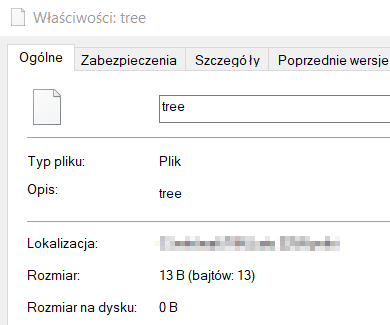 Właściwości: tree
Ogólne Zabezpieczenia Szczegóły Poprzednie wersje
tree
Typ pliku: Plik
Opis: tree
Lokalizacja:
Rozmiar: 13 B (bajtów: 13)
Rozmiar na dysku: 0 B